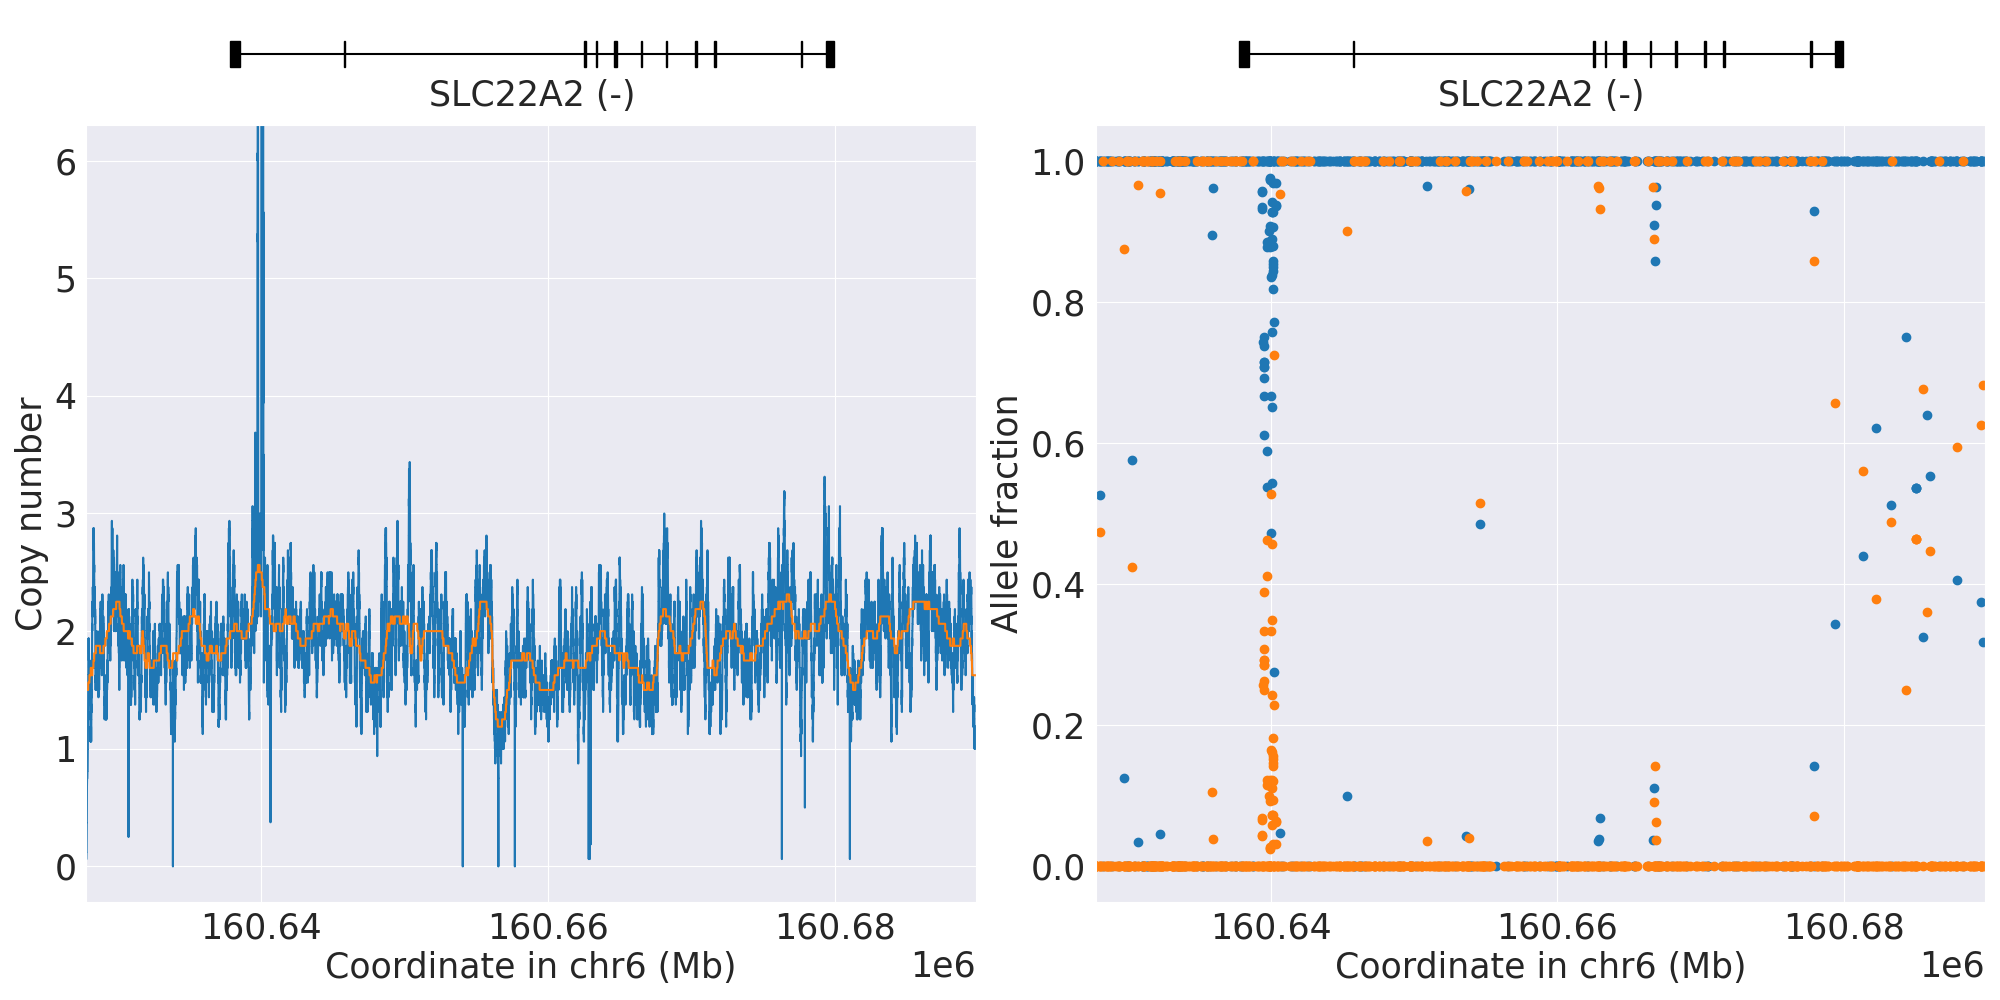 SLC22A2 (-)
6
5
4
3
2
1
0
Copy number
160.64
160.66
160.68
Coordinate in chr6 (Mb)
1e6
SLC22A2 (-)
1.0
0.8
0.6
0.4
0.2
0.0
Allele fraction
160.64
160.66
160.68
Coordinate in chr6 (Mb)
1e6